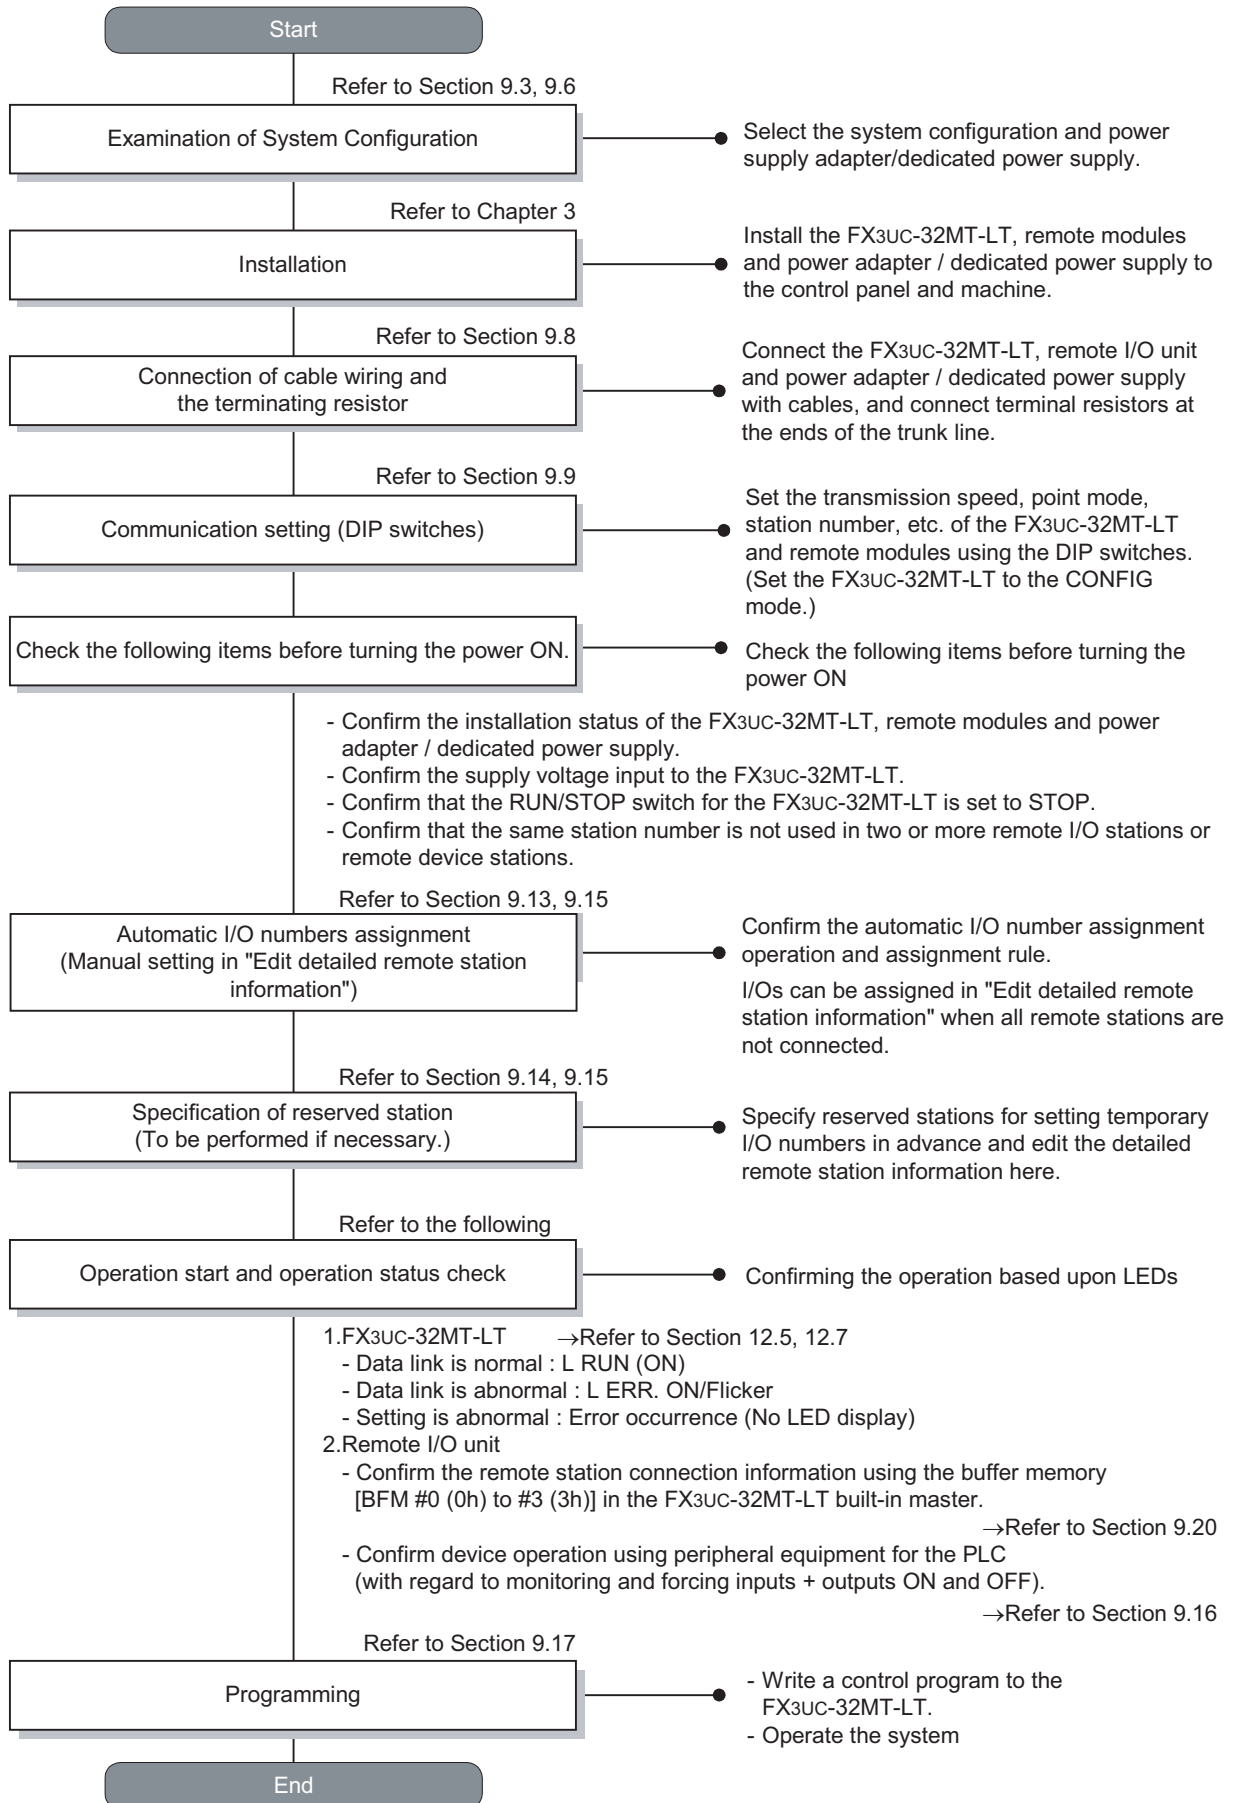 Start
Refer to Section 9.3, 9.6
Examination of System Configuration
Select the system configuration and power
supply adapter/dedicated power supply.
Refer to Chapter 3
Installation
Install the FX3UC-32MT-LT, remote modules
and power adapter / dedicated power supply to
the control panel and machine.
Refer to Section 9.8
Connection of cable wiring and
the terminating resistor
Connect the FX3UC-32MT-LT, remote I/O unit
and power adapter / dedicated power supply
with cables, and connect terminal resistors at
the ends of the trunk line.
Refer to Section 9.9
Communication setting (DIP switches)
Set the transmission speed, point mode,
station number, etc. of the FX3UC-32MT-LT
and remote modules using the DIP switches.
(Set the FX3UC-32MT-LT to the CONFIG
mode.)
Check the following items before turning the power ON.
Check the following items before turning the
power ON
- Confirm the installation status of the FX3UC-32MT-LT, remote modules and power
adapter / dedicated power supply.
- Confirm the supply voltage input to the FX3UC-32MT-LT.
- Confirm that the RUN/STOP switch for the FX3UC-32MT-LT is set to STOP.
- Confirm that the same station number is not used in two or more remote I/O stations or
remote device stations.
Refer to Section 9.13, 9.15
Automatic I/O numbers assignment
(Manual setting in "Edit detailed remote station
information")
Confirm the automatic I/O number assignment
operation and assignment rule.
I/Os can be assigned in "Edit detailed remote
station information" when all remote stations are
not connected.
Refer to Section 9.14, 9.15
Specification of reserved station
(To be performed if necessary.)
Specify reserved stations for setting temporary
I/O numbers in advance and edit the detailed
remote station information here.
Refer to the following
Operation start and operation status check
Confirming the operation based upon LEDs
1.FX3UC-32MT-LT →Refer to Section 12.5, 12.7
- Data link is normal : L RUN (ON)
- Data link is abnormal : L ERR. ON/Flicker
- Setting is abnormal : Error occurrence (No LED display)
2.Remote I/O unit
- Confirm the remote station connection information using the buffer memory
[BFM #0 (0h) to #3 (3h)] in the FX3UC-32MT-LT built-in master.
→Refer to Section 9.20
- Confirm device operation using peripheral equipment for the PLC
(with regard to monitoring and forcing inputs + outputs ON and OFF).
→Refer to Section 9.16
Refer to Section 9.17
Programming
- Write a control program to the
FX3UC-32MT-LT.
- Operate the system
End